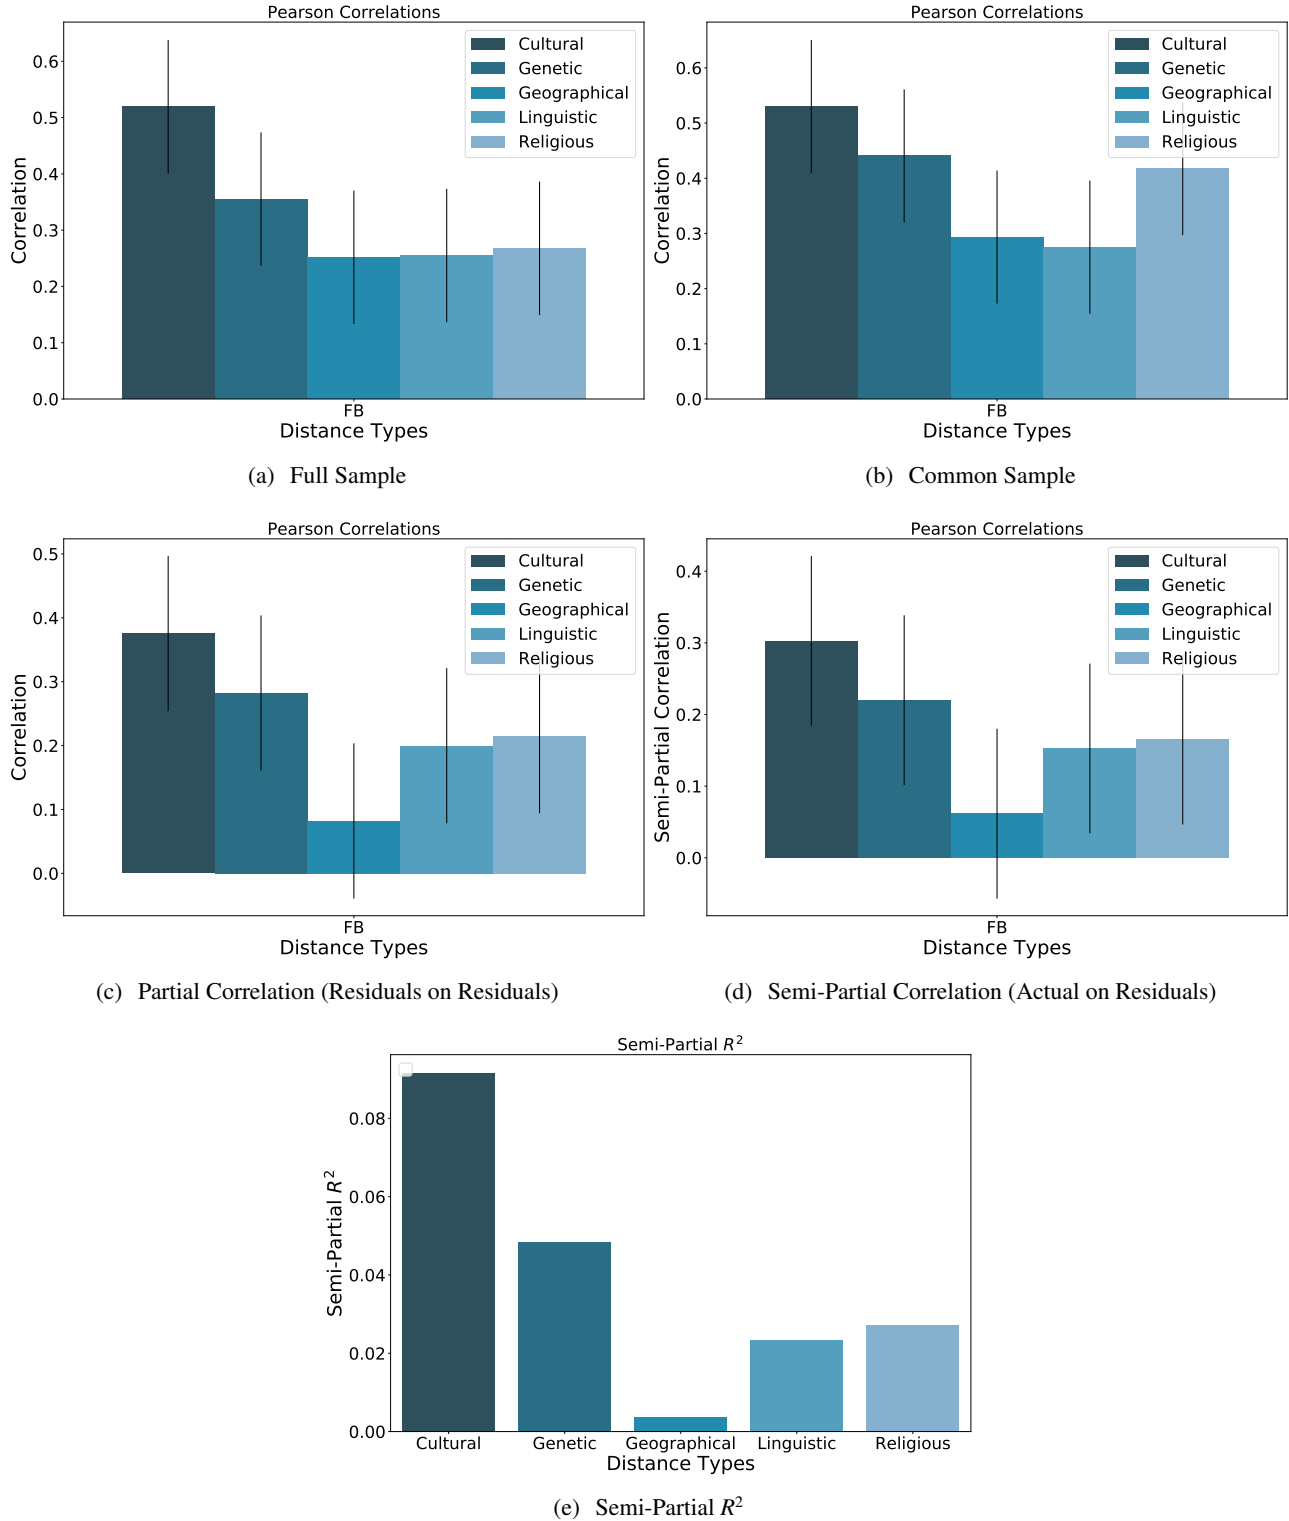 Pearson Correlations
0.6
0.5
0.4
0.3
0.2
0.1
0.0
Correlation
Cultural
Genetic
Geographical
Linguistic
Religious
FB
Distance Types
(a) Full Sample
Pearson Correlations
0.6
0.5
0.4
0.3
0.2
0.1
0.0
Correlation
Cultural
Genetic
Geographical
Linguistic
Religious
FB
Distance Types
(b) Common Sample
Pearson Correlations
0.5
0.4
0.3
0.2
0.1
0.0
Correlation
Cultural
Genetic
Geographical
Linguistic
Religious
FB
Distance Types
(c) Partial Correlation (Residuals on Residuals)
Pearson Correlations
0.4
0.3
0.2
0.1
0.0
Semi-Partial Correlation
Cultural
Genetic
Geographical
Linguistic
Religious
FB
Distance Types
(d) Semi-Partial Correlation (Actual on Residuals)
Semi-Partial R²
0.08
0.06
0.04
0.02
0.00
Semi-Partial R²
Cultural Genetic Geographical Linguistic Religious
Distance Types
(e) Semi-Partial R²